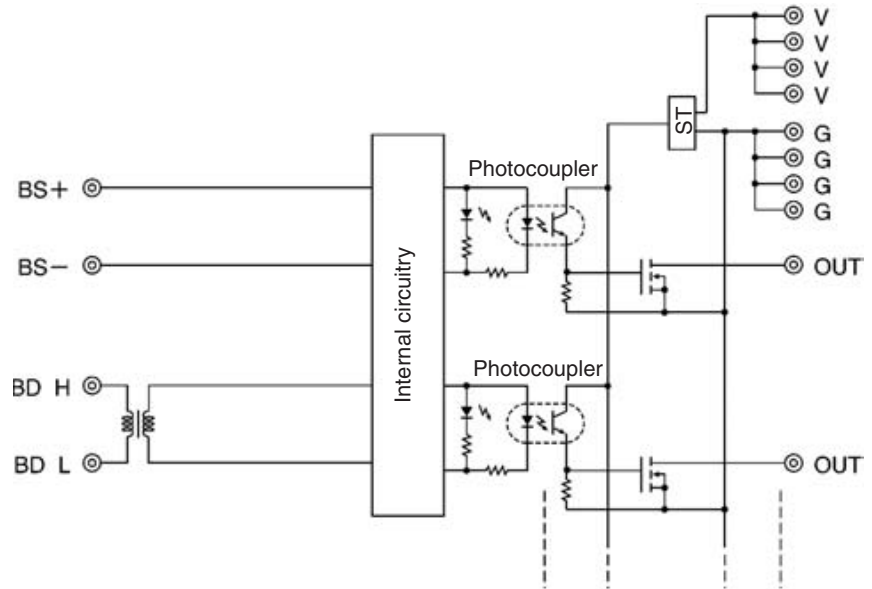 V
V
V
V
ST
G
G
G
G
Photocoupler
BS+
BS−
OUT
Internal circuitry
Photocoupler
BD H
BD L
OUT